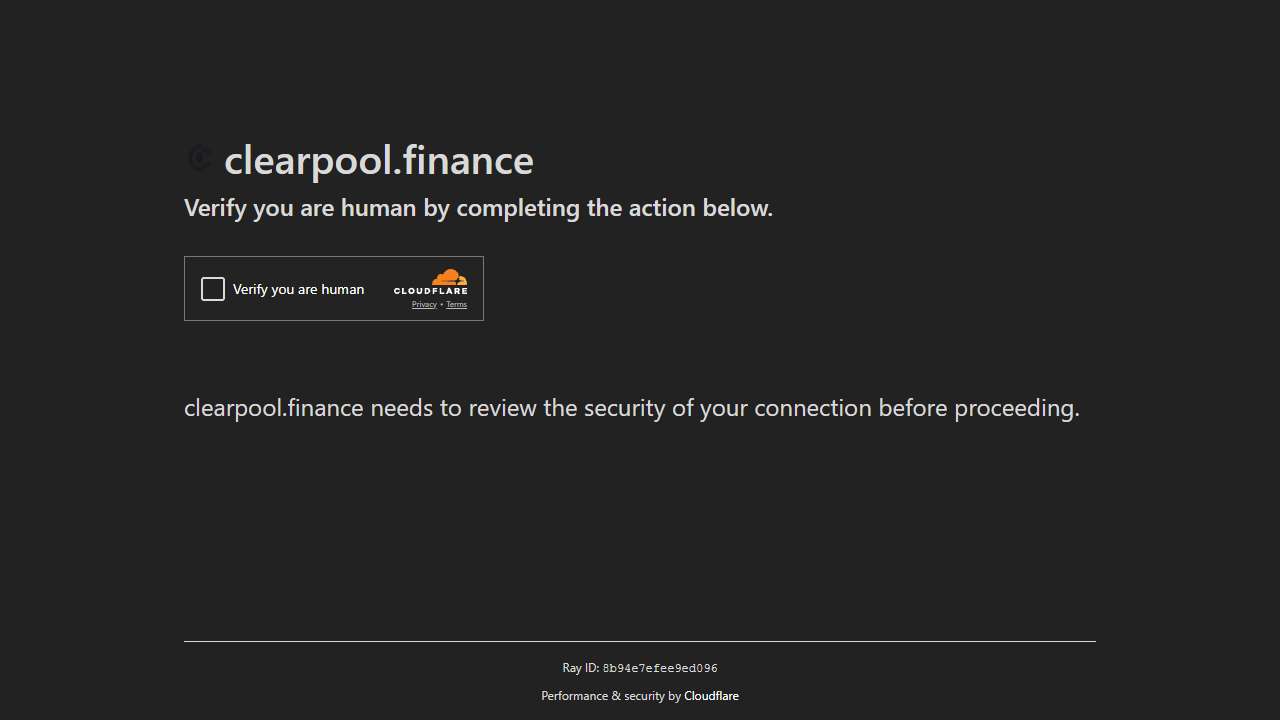 clearpool.finance
Verify you are human by completing the action below.
Verify you are human
CLOUDFLARE
Privacy • Terms
clearpool.finance needs to review the security of your connection before proceeding.
Ray ID: 8b94e7efee9ed096
Performance & security by Cloudflare